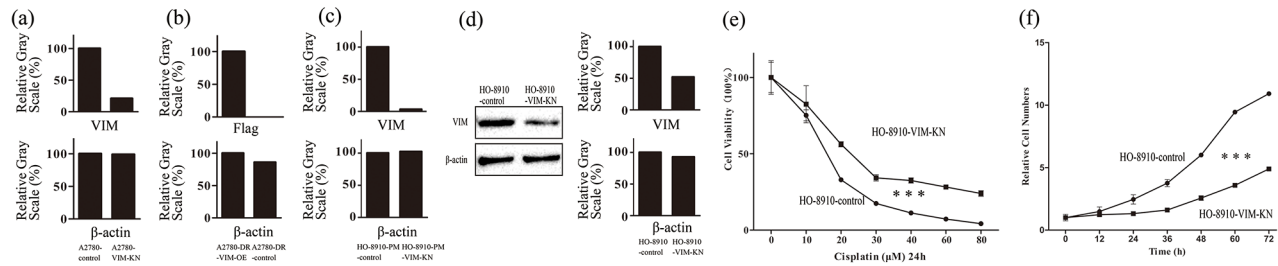 (a)
Relative Gray
Scale (%)
100
50
0
VIM
Relative Gray
Scale (%)
100
50
0
β-actin
A2780-
control
A2780-
VIM-KN
(b)
Relative Gray
Scale (%)
100
50
0
Flag
Relative Gray
Scale (%)
100
50
0
β-actin
A2780-DR
-VIM-OE
A2780-DR
-control
(c)
Relative Gray
Scale (%)
100
50
0
VIM
Relative Gray
Scale (%)
100
50
0
β-actin
HO-8910-PM
-control
HO-8910-PM
-VIM-KN
(d)
HO-8910
-control
HO-8910
-VIM-KN
VIM
β-actin
Relative Gray
Scale (%)
100
50
0
VIM
Relative Gray
Scale (%)
100
50
0
β-actin
HO-8910
-control
HO-8910
-VIM-KN
(e)
Cell Viability (100%)
100%
50%
0
HO-8910-VIM-KN
***
HO-8910-control
0 10 20 30 40 60 80
Cisplatin (μM) 24h
(f)
Relative Cell Numbers
15
10
5
0
HO-8910-control
***
HO-8910-VIM-KN
0 12 24 36 48 60 72
Time (h)